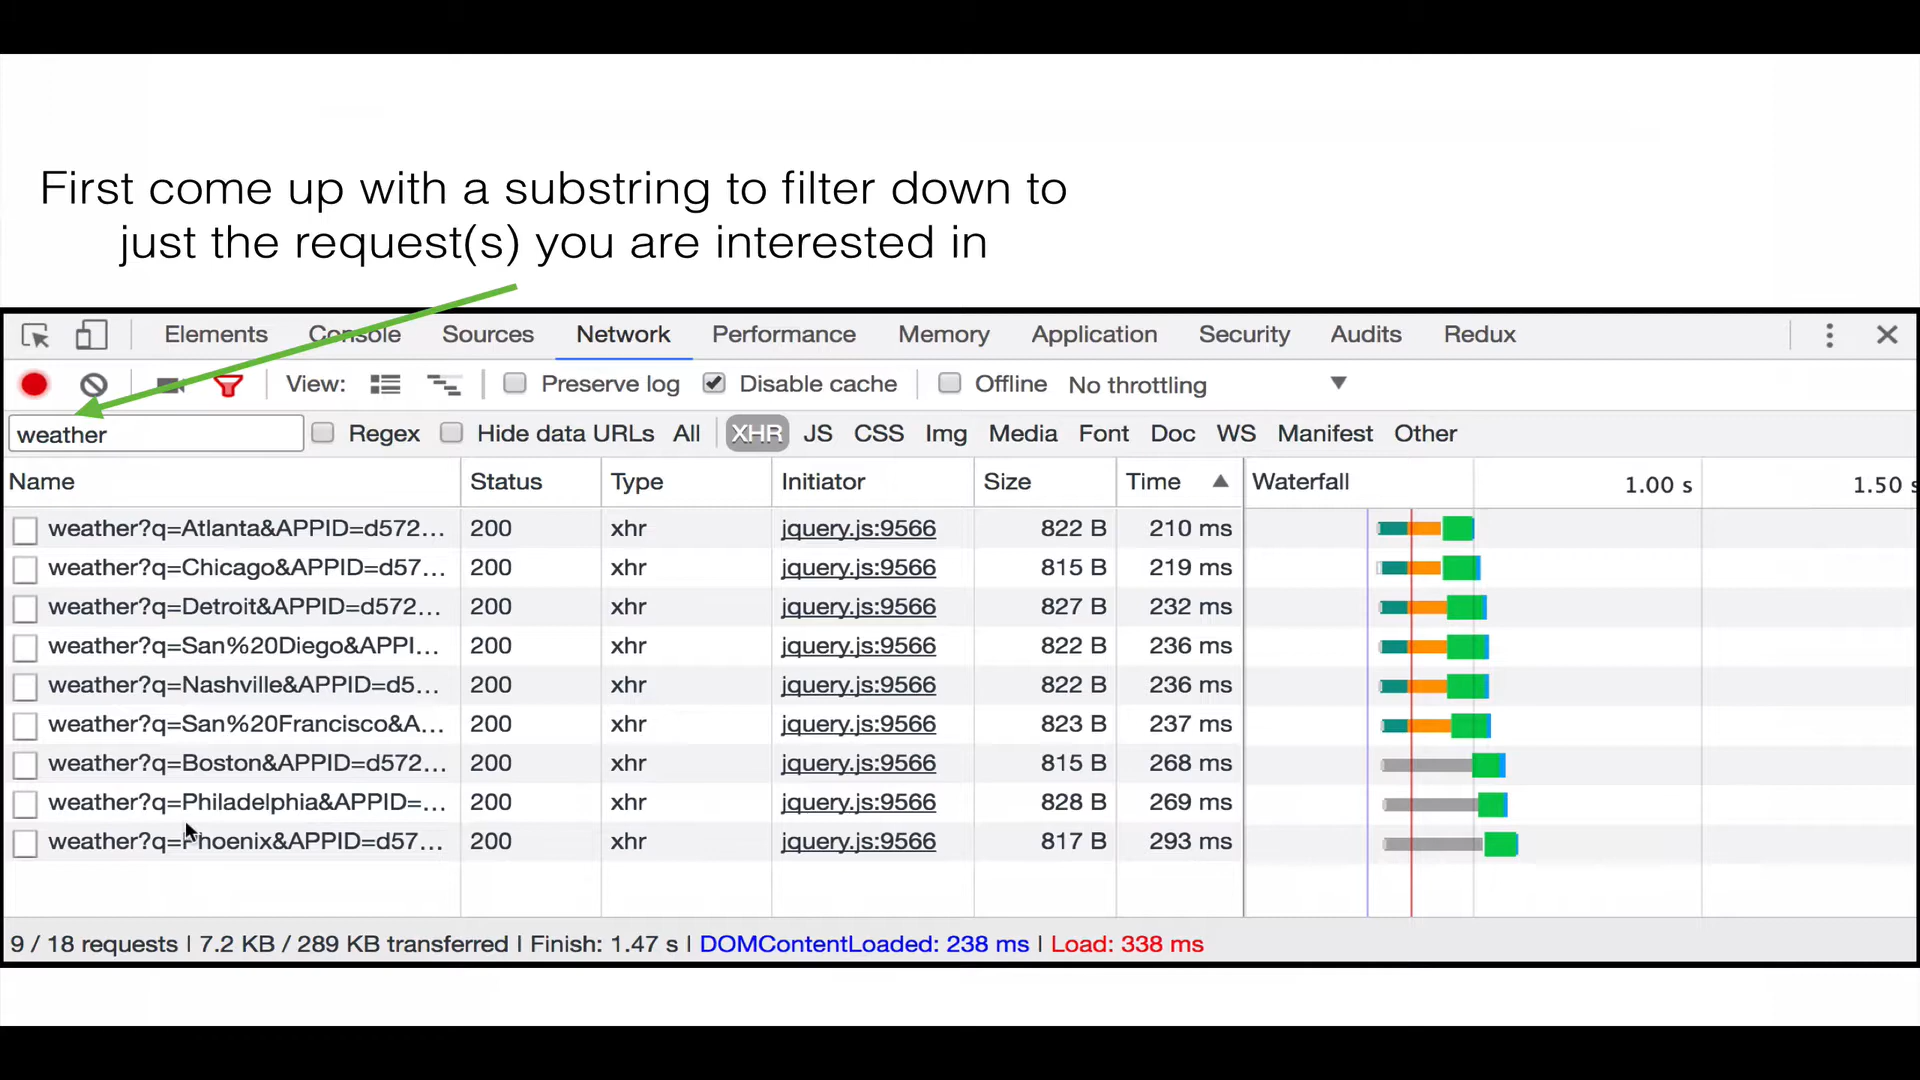 First come up with a substring to filter down to
just the request(s) you are interested in
Elements Console Sources Network Performance Memory Application Security Audits Redux
View: Preserve log Disable cache Offline No throttling
weather Regex Hide data URLs All XHR JS CSS Img Media Font Doc WS Manifest Other
Name Status Type Initiator Size Time Waterfall 1.00 s 1.50 s
weather?q=Atlanta&APPID=d572... 200 xhr jquery.js:9566 822 B 210 ms
weather?q=Chicago&APPID=d57... 200 xhr jquery.js:9566 815 B 219 ms
weather?q=Detroit&APPID=d572... 200 xhr jquery.js:9566 827 B 232 ms
weather?q=San%20Diego&APPI... 200 xhr jquery.js:9566 822 B 236 ms
weather?q=Nashville&APPID=d5... 200 xhr jquery.js:9566 822 B 236 ms
weather?q=San%20Francisco&A... 200 xhr jquery.js:9566 823 B 237 ms
weather?q=Boston&APPID=d572... 200 xhr jquery.js:9566 815 B 268 ms
weather?q=Philadelphia&APPID=... 200 xhr jquery.js:9566 828 B 269 ms
weather?q=Phoenix&APPID=d57... 200 xhr jquery.js:9566 817 B 293 ms
9 / 18 requests | 7.2 KB / 289 KB transferred | Finish: 1.47 s | DOMContentLoaded: 238 ms | Load: 338 ms